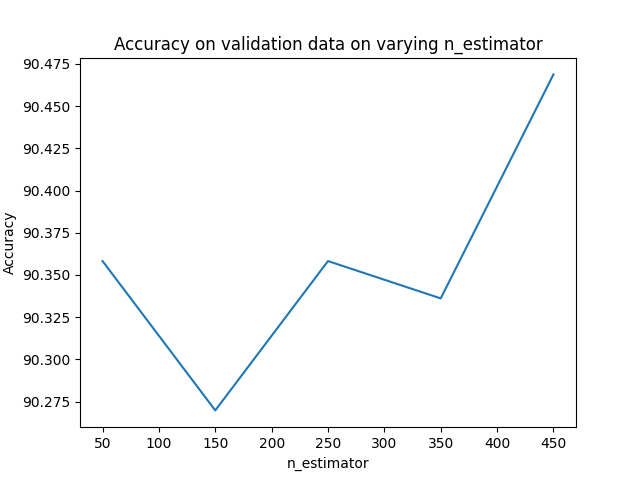 Accuracy on validation data on varying n_estimator
90.475
90.450
90.425
90.400
90.375
90.350
90.325
90.300
90.275
Accuracy
50 100 150 200 250 300 350 400 450
n_estimator